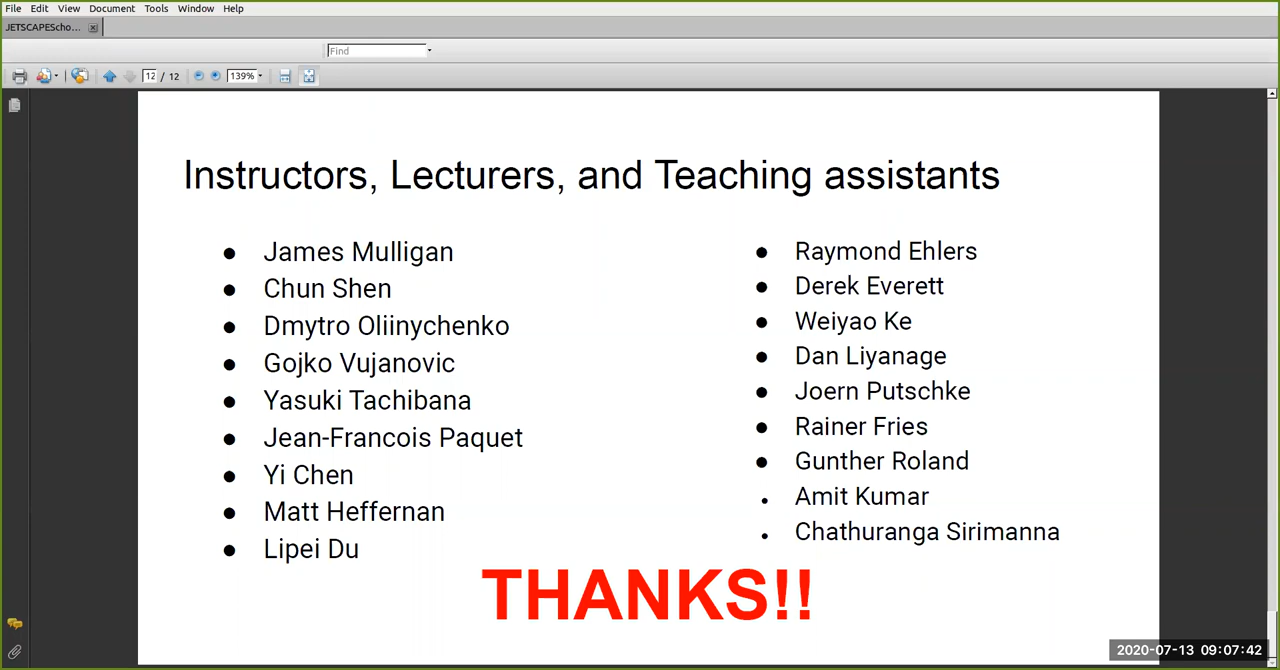 File Edit View Document Tools Window Help
JETSCAPEScho...
Find
12 / 12 139%
Instructors, Lecturers, and Teaching assistants
James Mulligan
Chun Shen
Dmytro Oliinychenko
Gojko Vujanovic
Yasuki Tachibana
Jean-Francois Paquet
Yi Chen
Matt Heffernan
Lipei Du
Raymond Ehlers
Derek Everett
Weiyao Ke
Dan Liyanage
Joern Putschke
Rainer Fries
Gunther Roland
Amit Kumar
Chathuranga Sirimanna
THANKS!!
2020-07-13 09:07:42